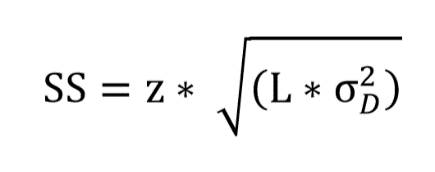 SS = z * √(L * σ_D^2)